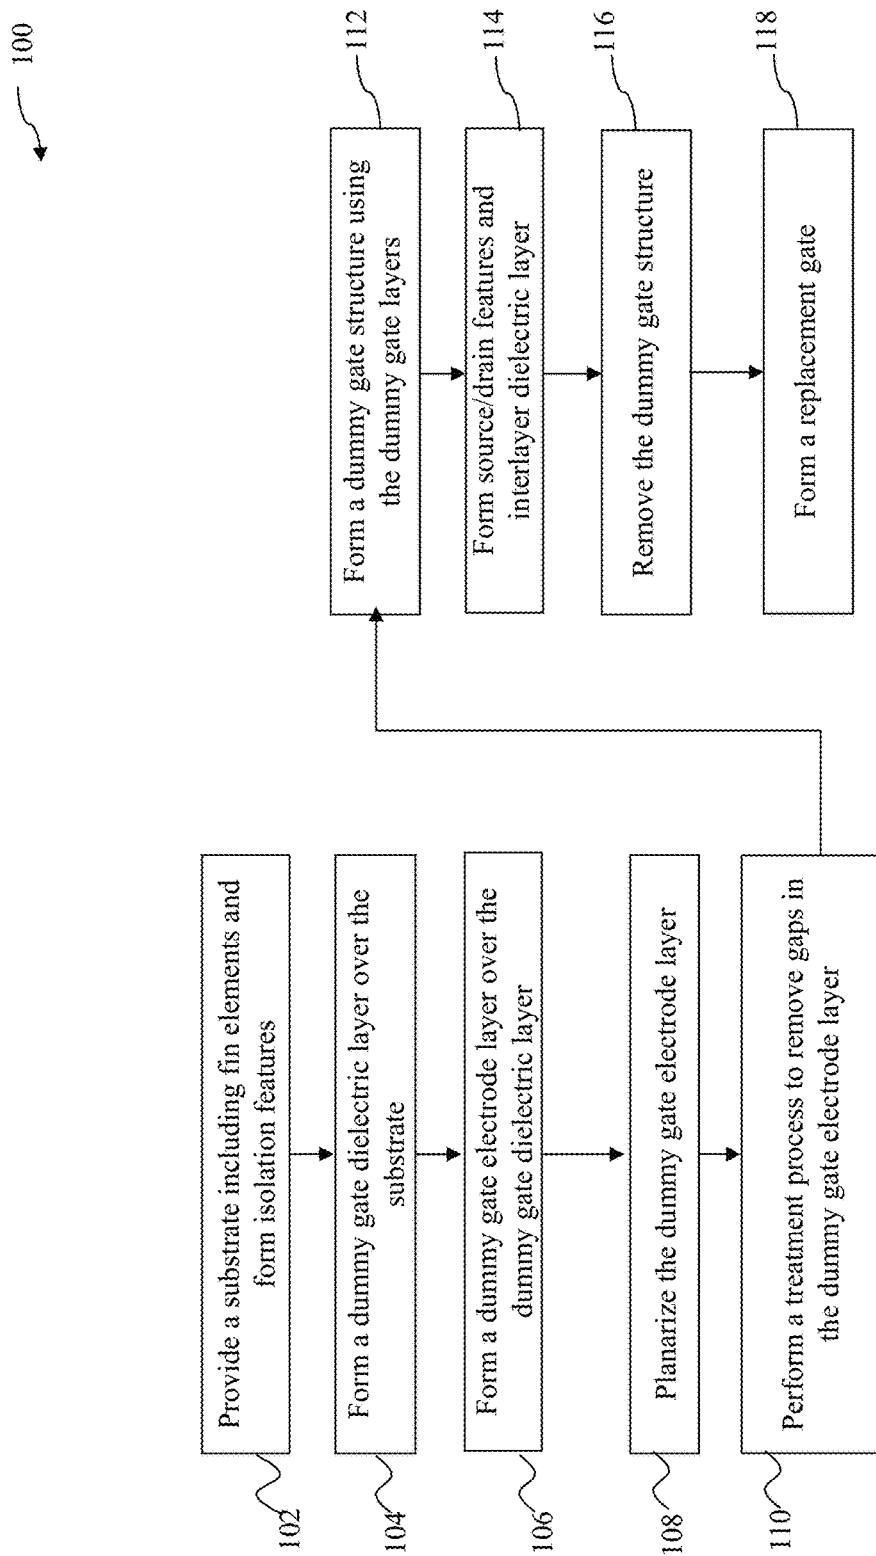 100
102
Provide a substrate including fin elements and
form isolation features
104
Form a dummy gate dielectric layer over the
substrate
106
Form a dummy gate electrode layer over the
dummy gate dielectric layer
108
Planarize the dummy gate electrode layer
110
Perform a treatment process to remove gaps in
the dummy gate electrode layer
112
Form a dummy gate structure using
the dummy gate layers
114
Form source/drain features and
interlayer dielectric layer
116
Remove the dummy gate structure
118
Form a replacement gate